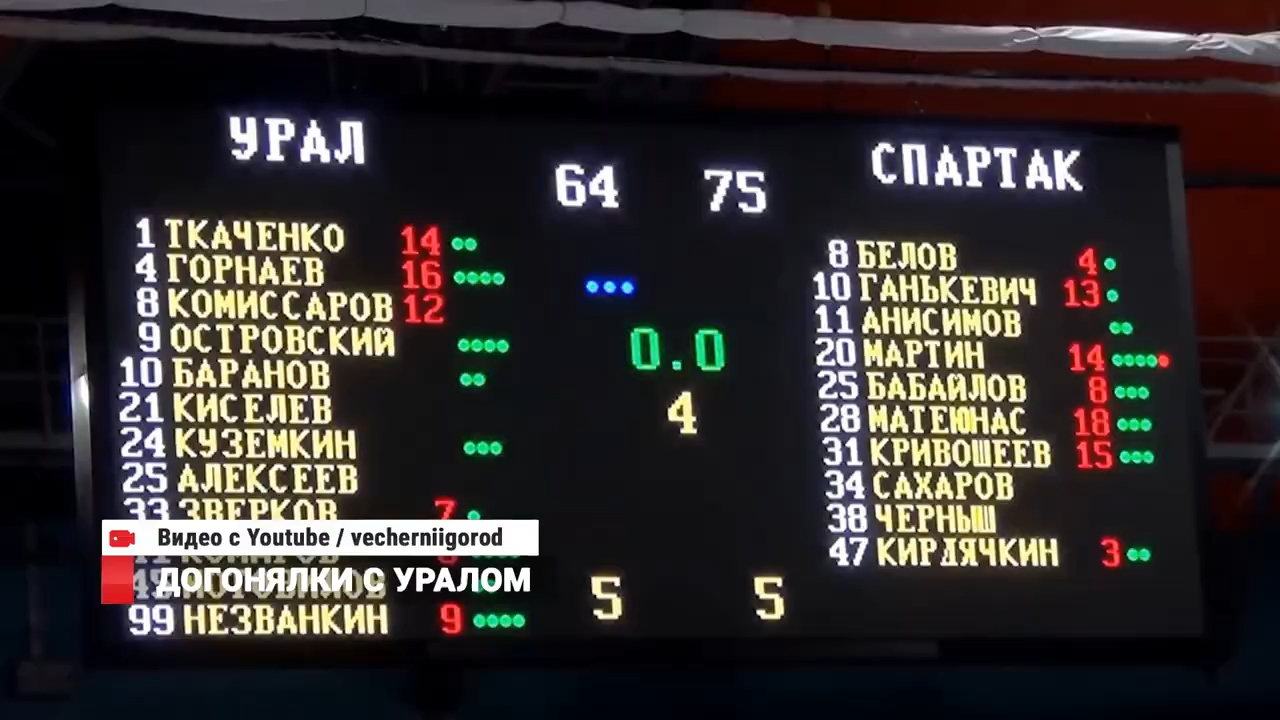 УРАЛ
64 75
СПАРТАК
1 ТКАЧЕНКО 14
4 ГОРНАЕВ 16
8 КОМИССАРОВ 12
9 ОСТРОВСКИЙ
10 БАРАНОВ
21 КИСЕЛЕВ
24 КУЗЕМКИН
25 АЛЕКСЕЕВ
33 ЗВЕРКОВ 7
99 НЕЗВАНКИН 9
0.0
4
5 5
8 БЕЛОВ 4
10 ГАНЬКЕВИЧ 13
11 АНИСИМОВ
20 МАРТИН 14
25 БАБАЙЛОВ 8
28 МАТЕЮНАС 18
31 КРИВОШЕЕВ 15
34 САХАРОВ
38 ЧЕРНЫШ
47 КИРДЯЧКИН 3
Видео с Youtube / vecherniigorod
ДОГОНЯЛКИ С УРАЛОМ